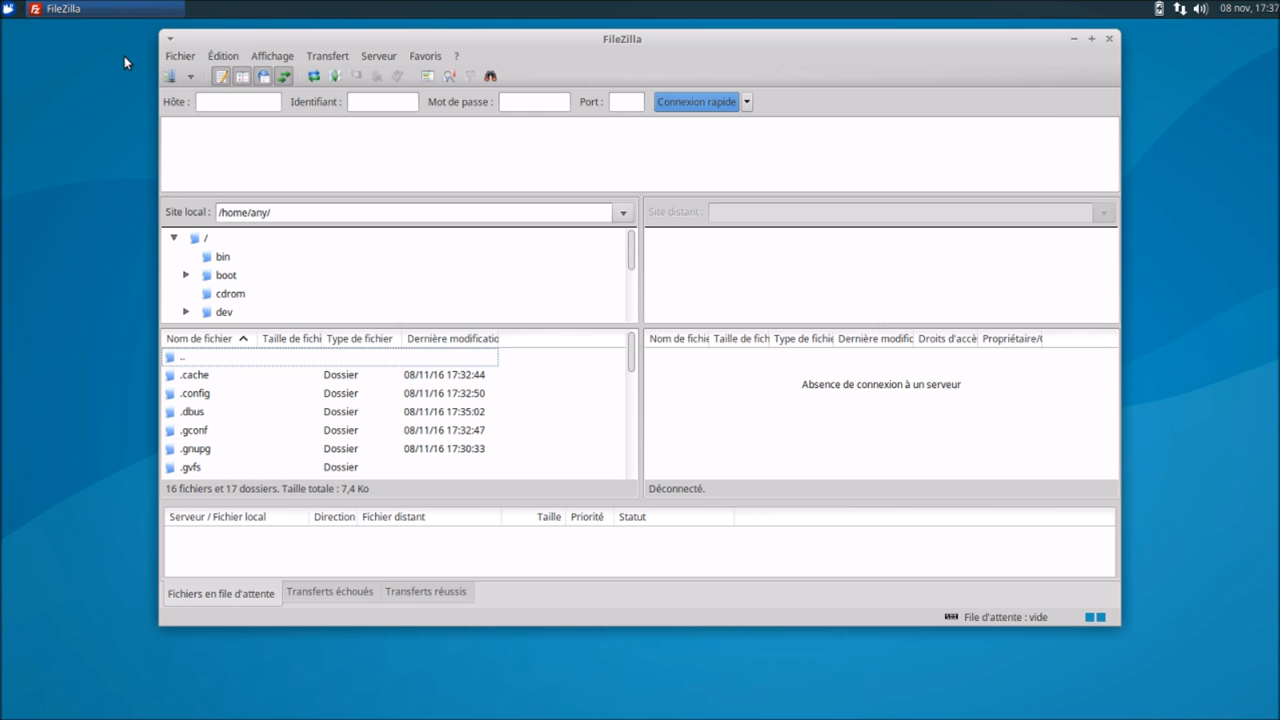 FileZilla
08 nov, 17:37
FileZilla
Fichier Édition Affichage Transfert Serveur Favoris ?
Hôte : Identifiant : Mot de passe : Port : Connexion rapide
Site local : /home/any/
Site distant :
/
bin
boot
cdrom
dev
Nom de fichier Taille de fichi Type de fichier Dernière modificatio
..
.cache Dossier 08/11/16 17:32:44
.config Dossier 08/11/16 17:32:50
.dbus Dossier 08/11/16 17:35:02
.gconf Dossier 08/11/16 17:32:47
.gnupg Dossier 08/11/16 17:30:33
.gvfs Dossier
16 fichiers et 17 dossiers. Taille totale : 7,4 Ko
Nom de fichie Taille de fich Type de fichie Dernière modific Droits d'accè Propriétaire/
Absence de connexion à un serveur
Déconnecté.
Serveur / Fichier local Direction Fichier distant Taille Priorité Statut
Fichiers en file d'attente Transferts échoués Transferts réussis
File d'attente : vide